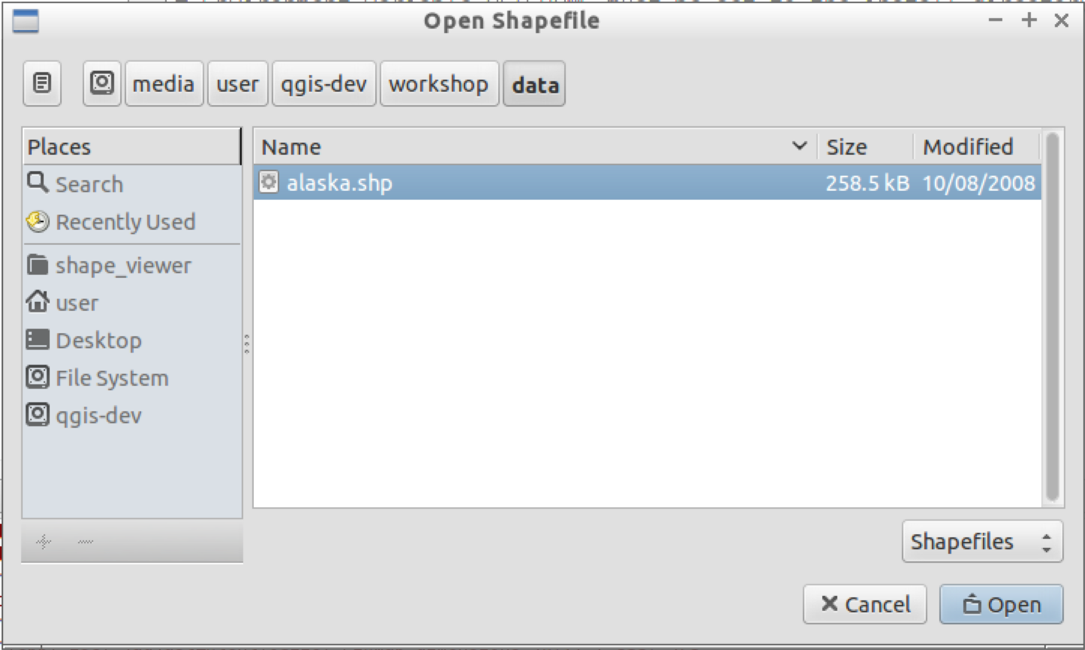 Open Shapefile
media user qgis-dev workshop data
Places
Name Size Modified
Search
alaska.shp 258.5 kB 10/08/2008
Recently Used
shape_viewer
user
Desktop
File System
qgis-dev
Shapefiles
Cancel Open